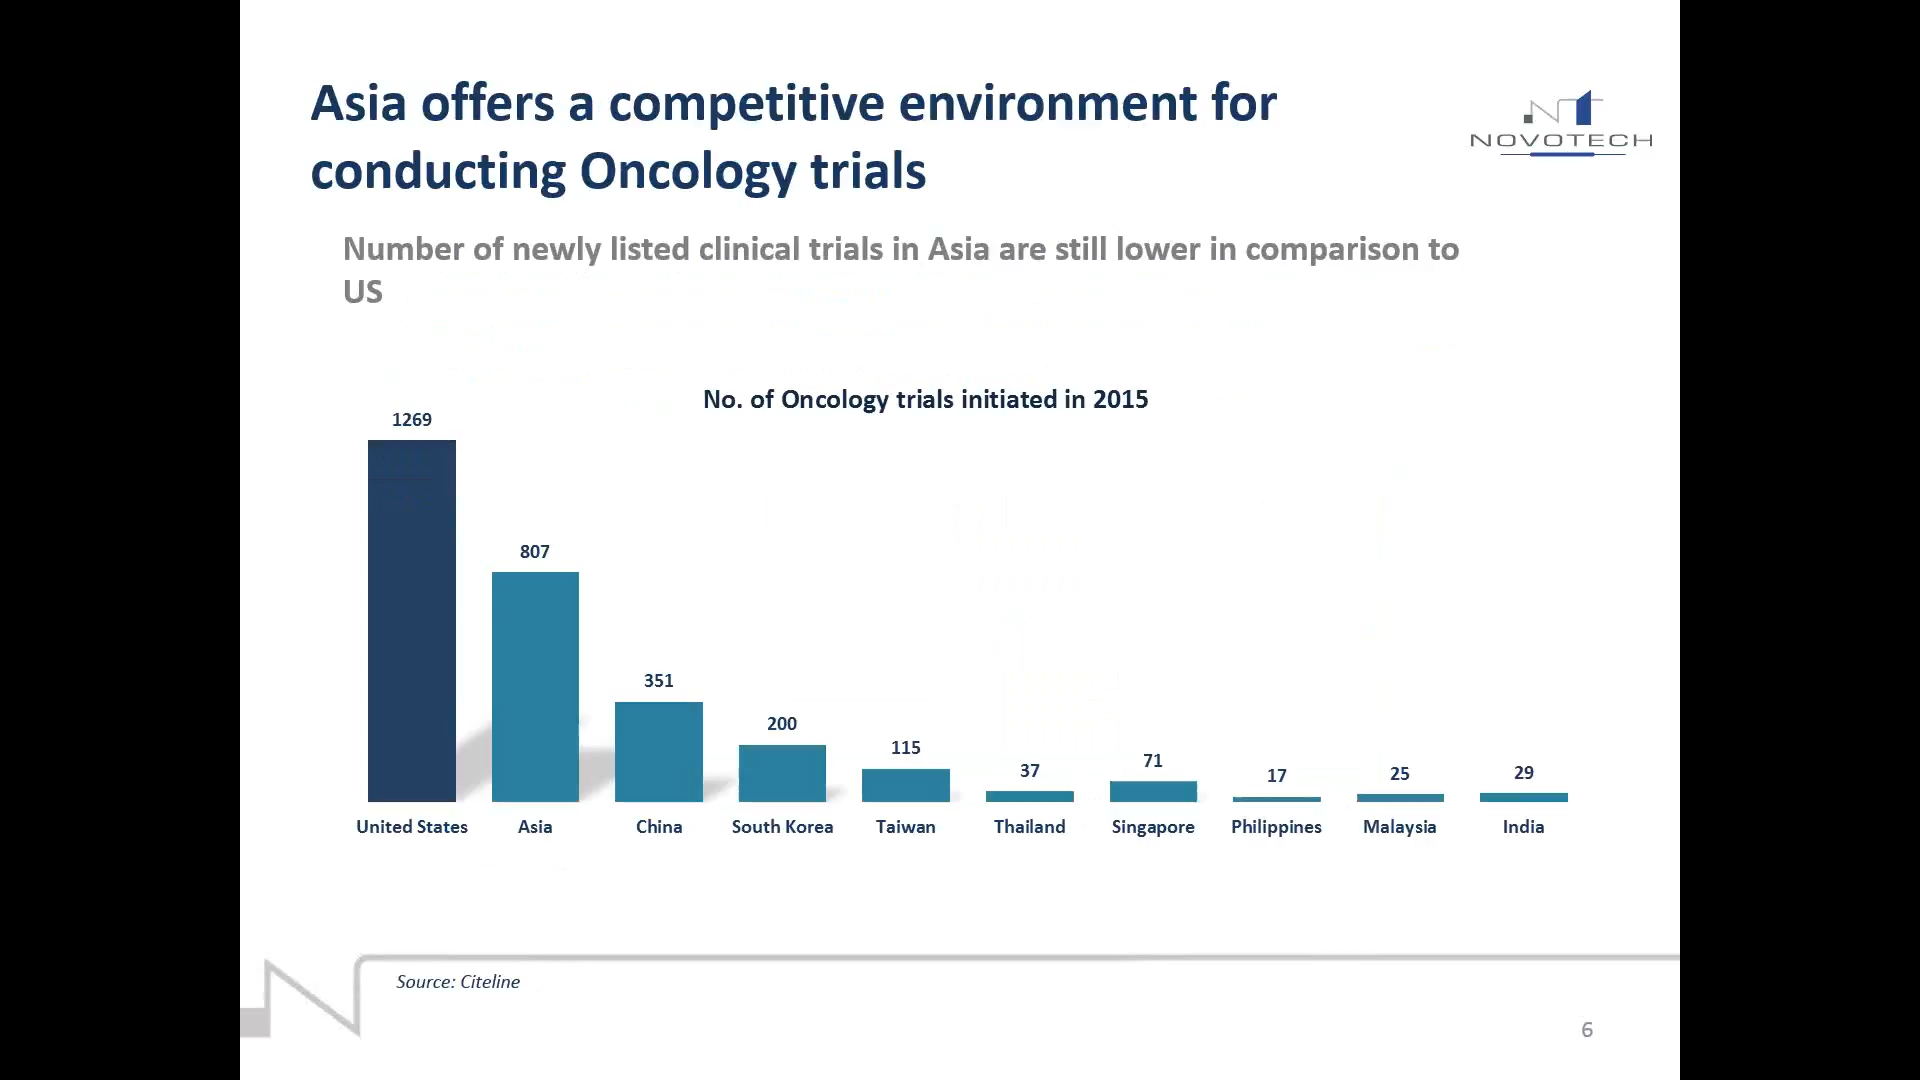 Asia offers a competitive environment for
conducting Oncology trials
NOVOTECH
Number of newly listed clinical trials in Asia are still lower in comparison to
US
No. of Oncology trials initiated in 2015
1269
807
351
200
115
37
71
17
25
29
United States
Asia
China
South Korea
Taiwan
Thailand
Singapore
Philippines
Malaysia
India
Source: Citeline
6